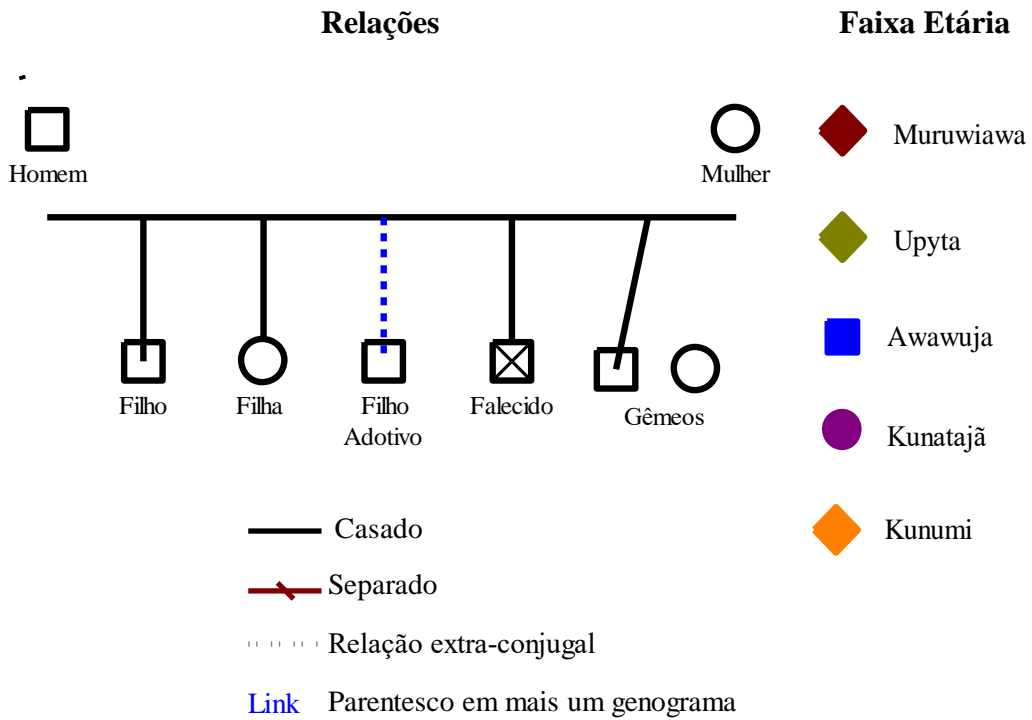 Relações
Homem
Mulher
Filho
Filha
Filho
Adotivo
Falecido
Gêmeos
Casado
Separado
Relação extra-conjugal
Link Parentesco em mais um genograma
Faixa Etária
Muruwiawa
Upyta
Awawuja
Kunatajã
Kunumi